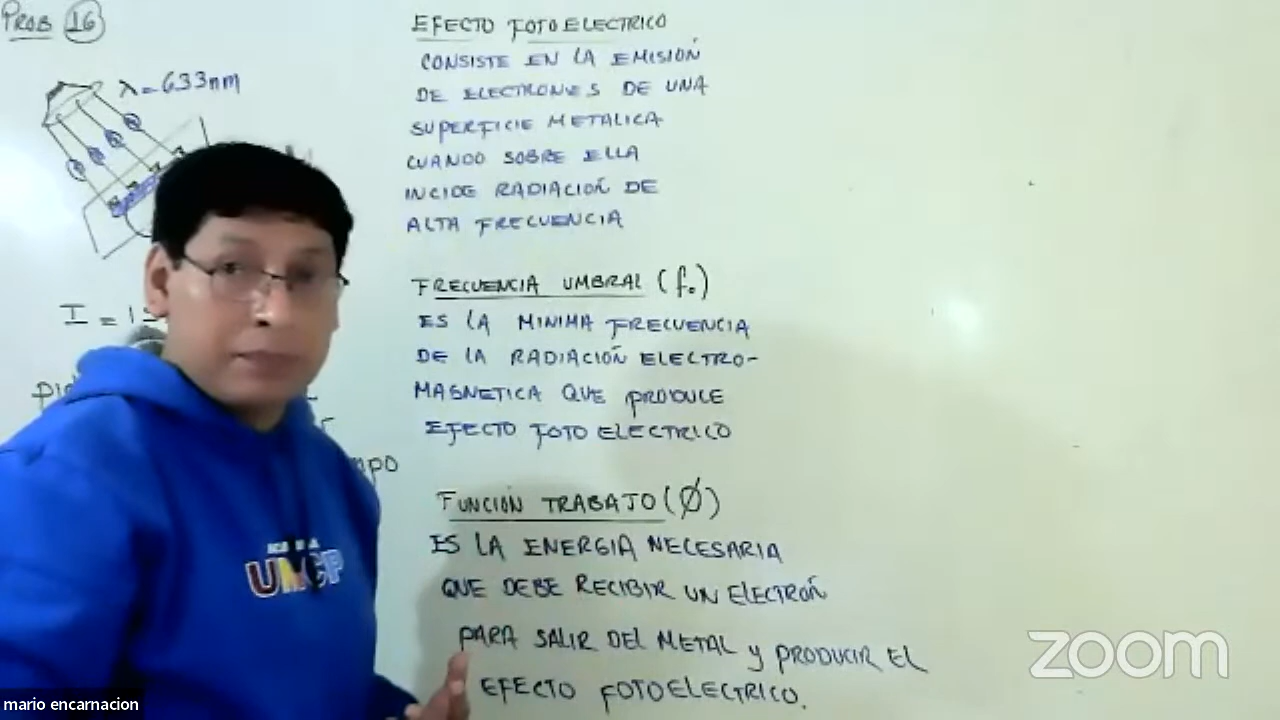 PROB 16
λ = 633nm
I = 1
EFECTO FOTOELECTRICO
CONSISTE EN LA EMISIÓN
DE ELECTRONES DE UNA
SUPERFICIE METALICA
CUANDO SOBRE ELLA
INCIDE RADIACIÓN DE
ALTA FRECUENCIA
FRECUENCIA UMBRAL (f₀)
ES LA MINIMA FRECUENCIA
DE LA RADIACIÓN ELECTRO-
MAGNETICA QUE PRODUCE
EFECTO FOTO ELECTRICO
FUNCIÓN TRABAJO (Ø)
ES LA ENERGIA NECESARIA
QUE DEBE RECIBIR UN ELECTRÓN
PARA SALIR DEL METAL Y PRODUCIR EL
EFECTO FOTOELECTRICO.
zoom
mario encarnacion